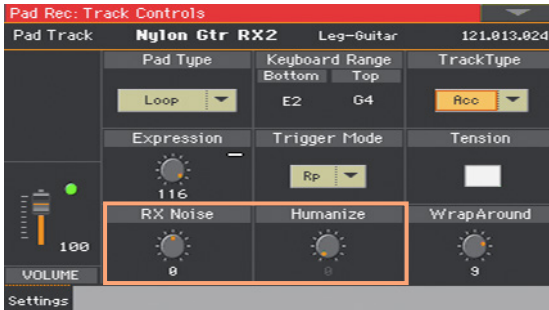 Pad Rec: Track Controls
Pad Track Nylon Gtr RX2 Leg-Guitar 121.013.024
Pad Type Keyboard Range TrackType
Bottom Top
Loop E2 G4 Acc
Expression Trigger Mode Tension
Rp
116
RX Noise Humanize WrapAround
100
0 0 9
VOLUME
Settings